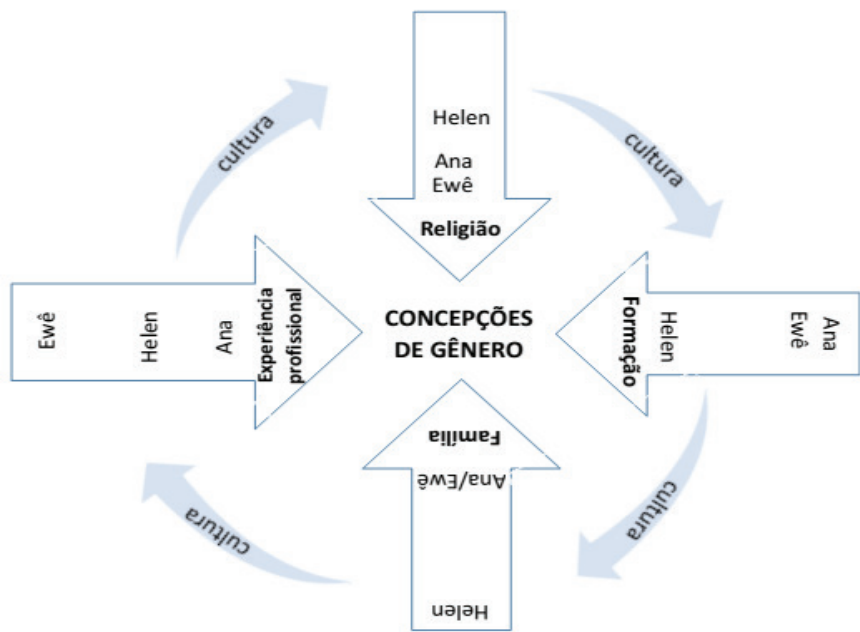 cultura
cultura
Helen
Ana
Ewê
Religião
Ewê
Helen
Ana
Experiência
profissional
CONCEPÇÕES
DE GÊNERO
Formação
Helen
Ewê
Ana
Família
Ana/Ewê
Helen
cultura
cultura